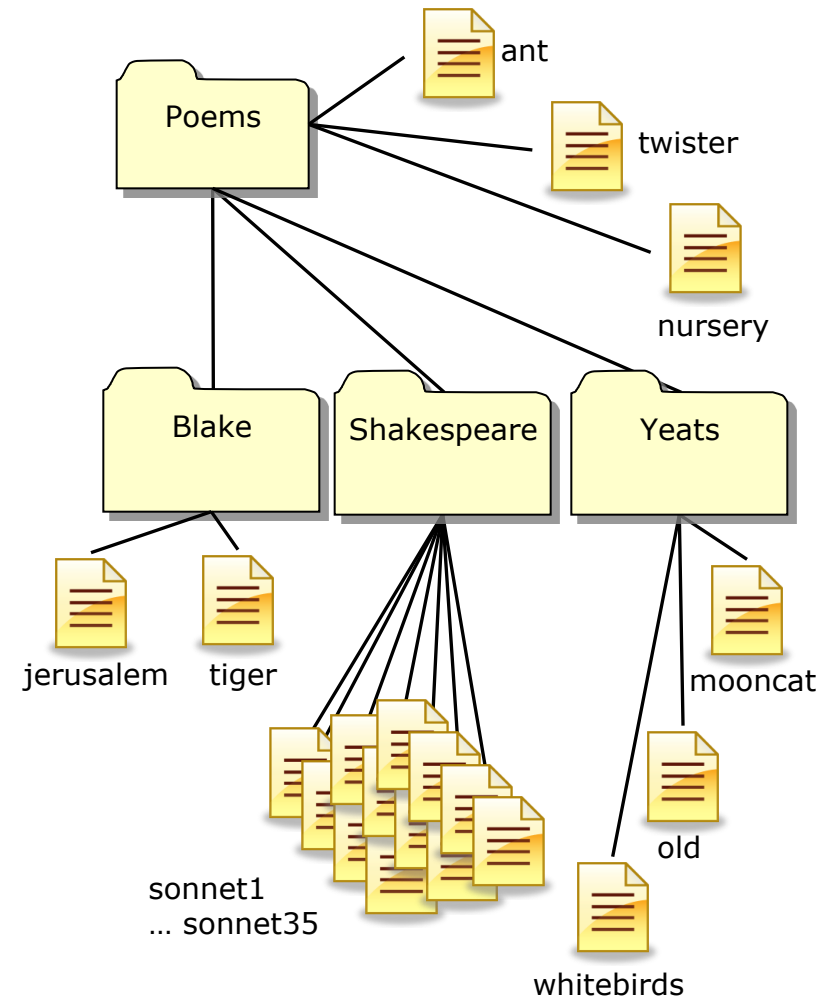 ant
Poems
twister
nursery
Blake
Shakespeare
Yeats
jerusalem
tiger
mooncat
old
sonnet1
... sonnet35
whitebirds